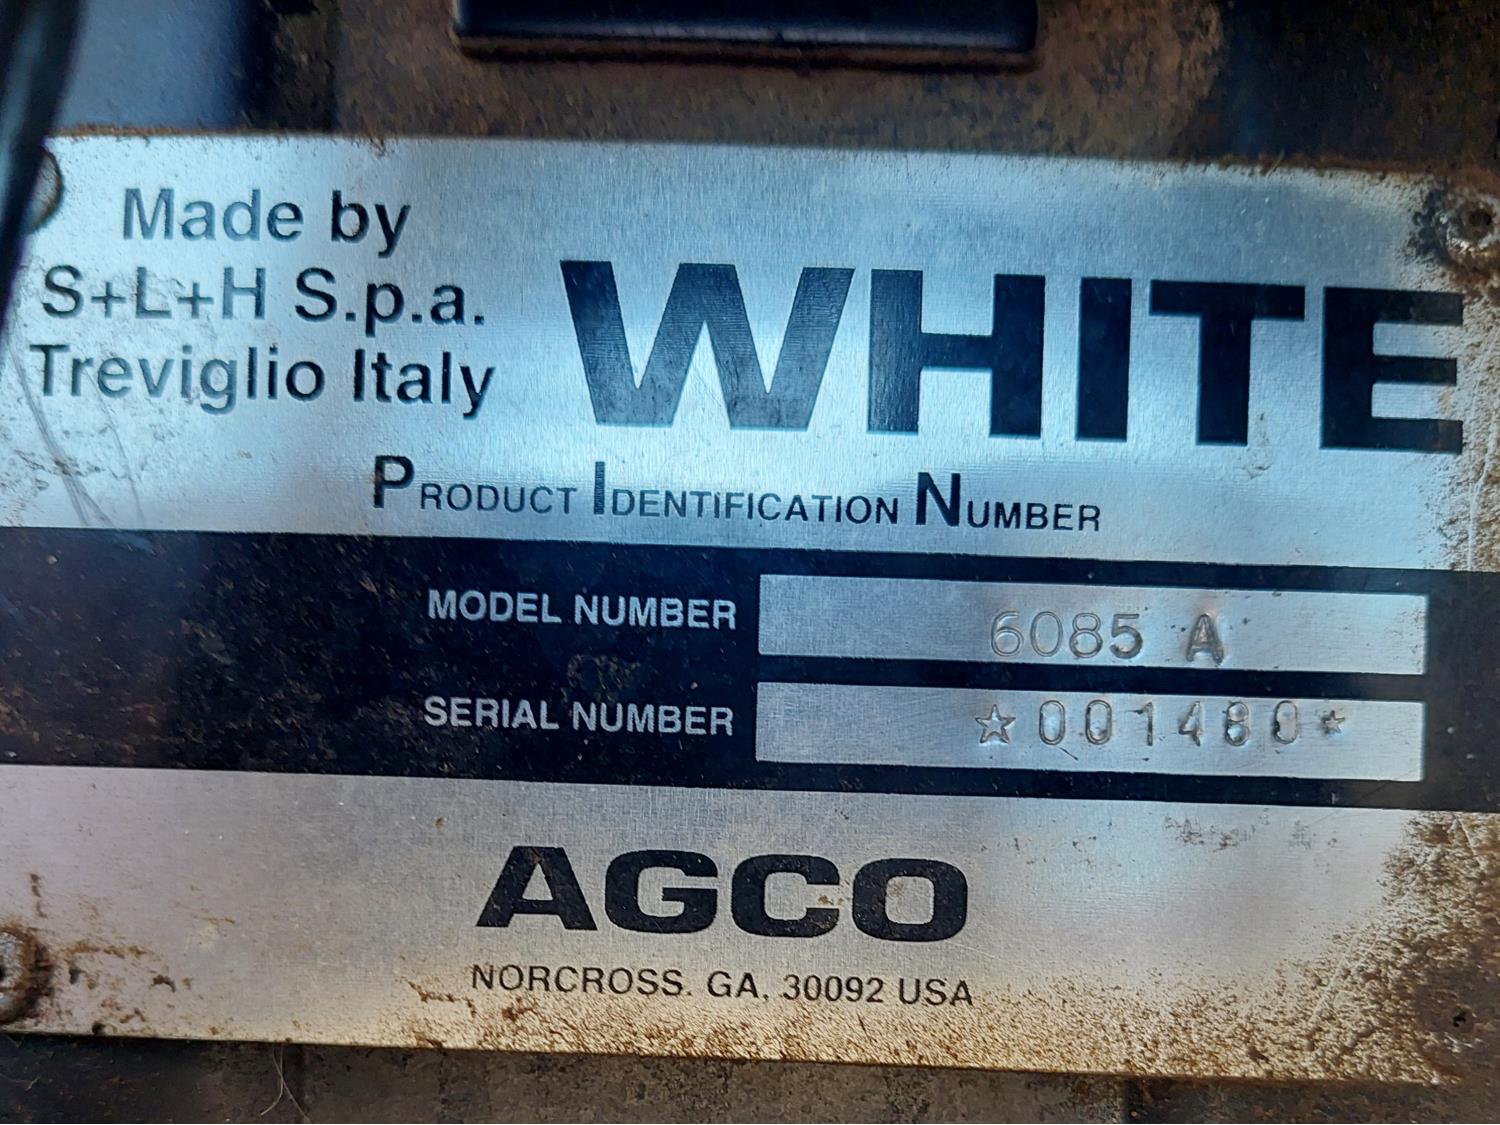 Made by
S+L+H S.p.a.
Treviglio Italy
WHITE
PRODUCT IDENTIFICATION NUMBER
MODEL NUMBER 6085 A
SERIAL NUMBER ☆001480☆
AGCO
NORCROSS. GA. 30092 USA